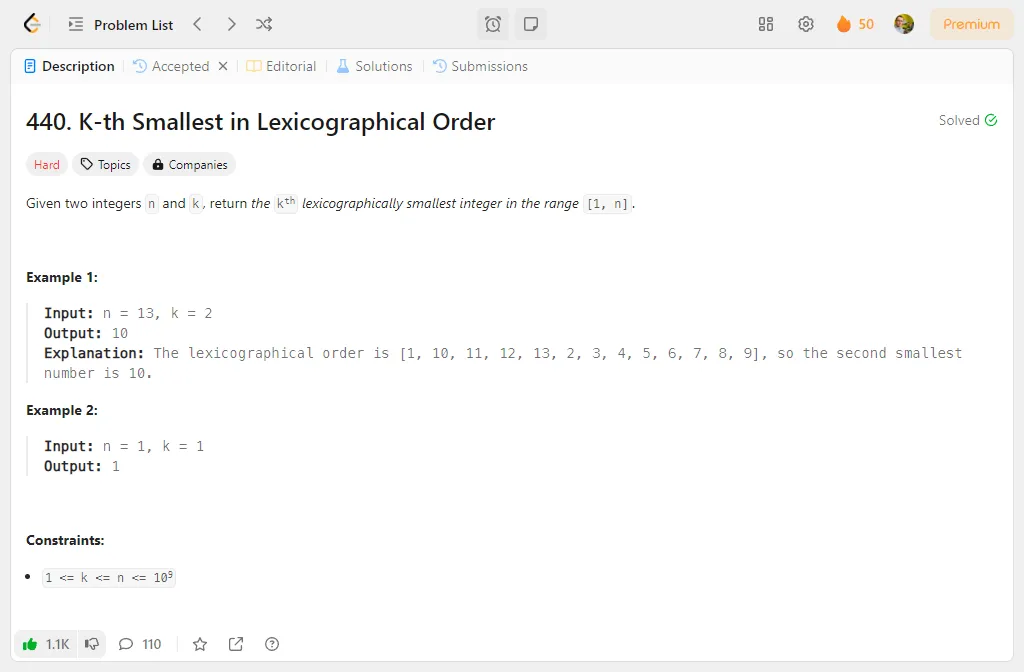 Problem List
50
Premium
Description
Accepted
Editorial
Solutions
Submissions
440. K-th Smallest in Lexicographical Order
Solved
Hard
Topics
Companies
Given two integers n and k, return the kth lexicographically smallest integer in the range [1, n].
Example 1:
Input: n = 13, k = 2
Output: 10
Explanation: The lexicographical order is [1, 10, 11, 12, 13, 2, 3, 4, 5, 6, 7, 8, 9], so the second smallest
number is 10.
Example 2:
Input: n = 1, k = 1
Output: 1
Constraints:
• 1 <= k <= n <= 10⁹
1.1K
110